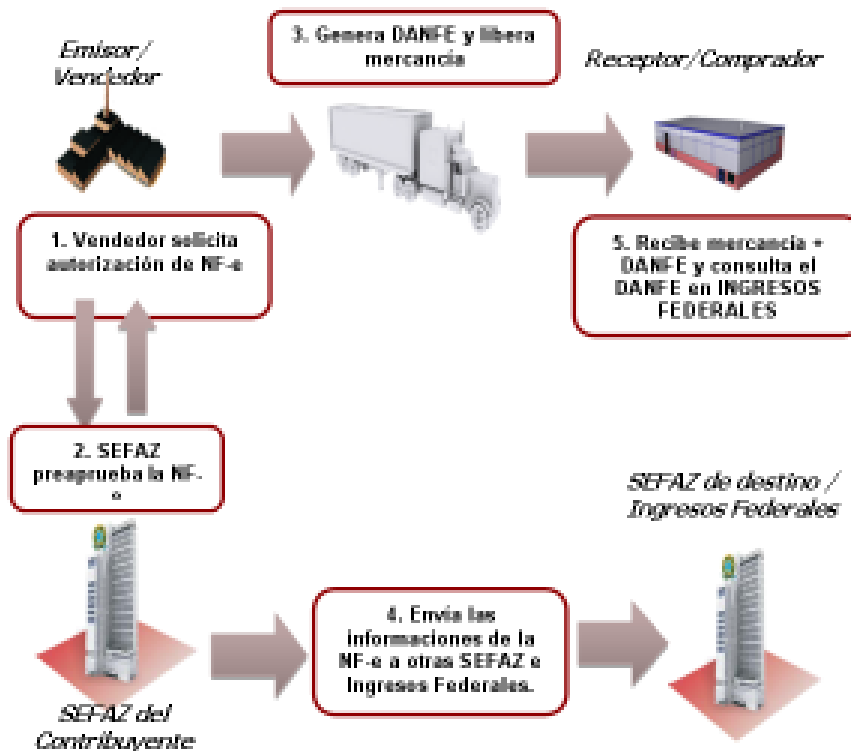 Emisor/
Vendedor
3. Genera DANFE y libera
mercancía
Receptor/Comprador
1. Vendedor solicita
autorización de NF-e
5. Recibe mercancia +
DANFE y consulta el
DANFE en INGRESOS
FEDERALES
2. SEFAZ
preaprueba la NF-
e
SEFAZ de destino /
Ingresos Federales
4. Envía las
informaciones de la
NF-e a otras SEFAZ e
Ingresos Federales.
SEFAZ del
Contribuyente